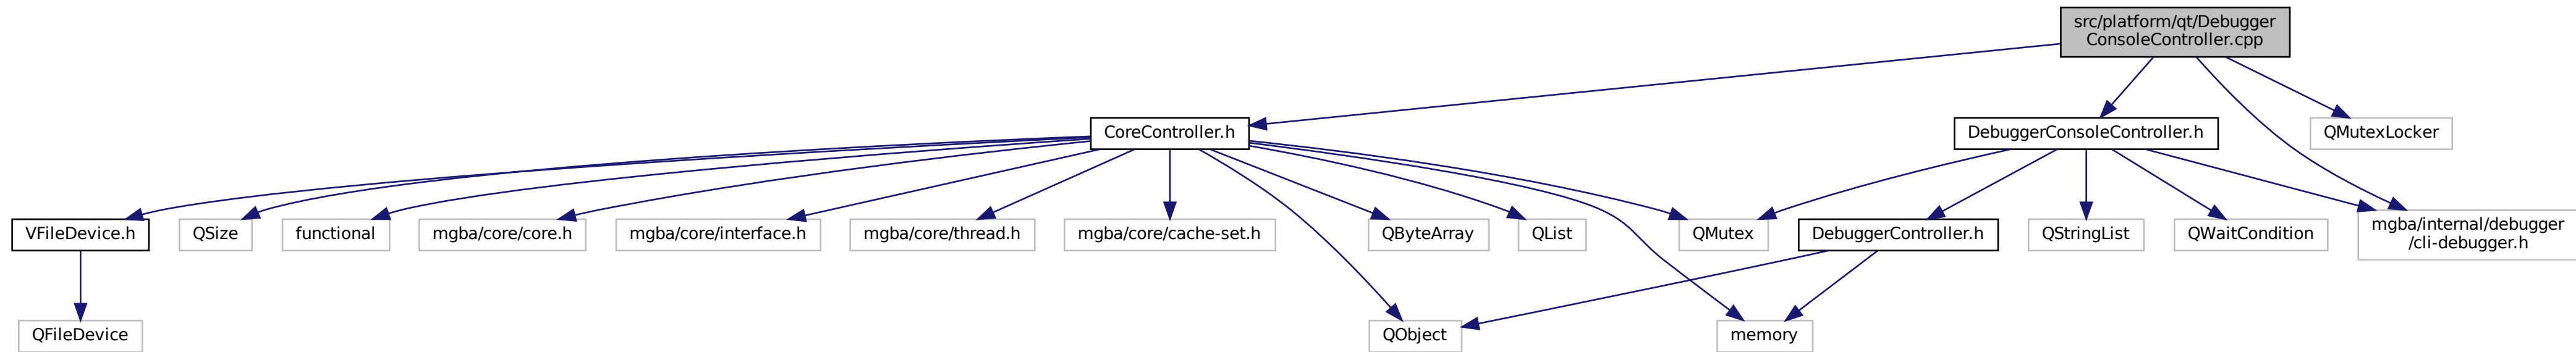 src/platform/qt/Debugger
ConsoleController.cpp
CoreController.h
DebuggerConsoleController.h
QMutexLocker
VFileDevice.h
QSize
functional
mgba/core/core.h
mgba/core/interface.h
mgba/core/thread.h
mgba/core/cache-set.h
QByteArray
QList
QMutex
DebuggerController.h
QStringList
QWaitCondition
mgba/internal/debugger
/cli-debugger.h
QFileDevice
QObject
memory